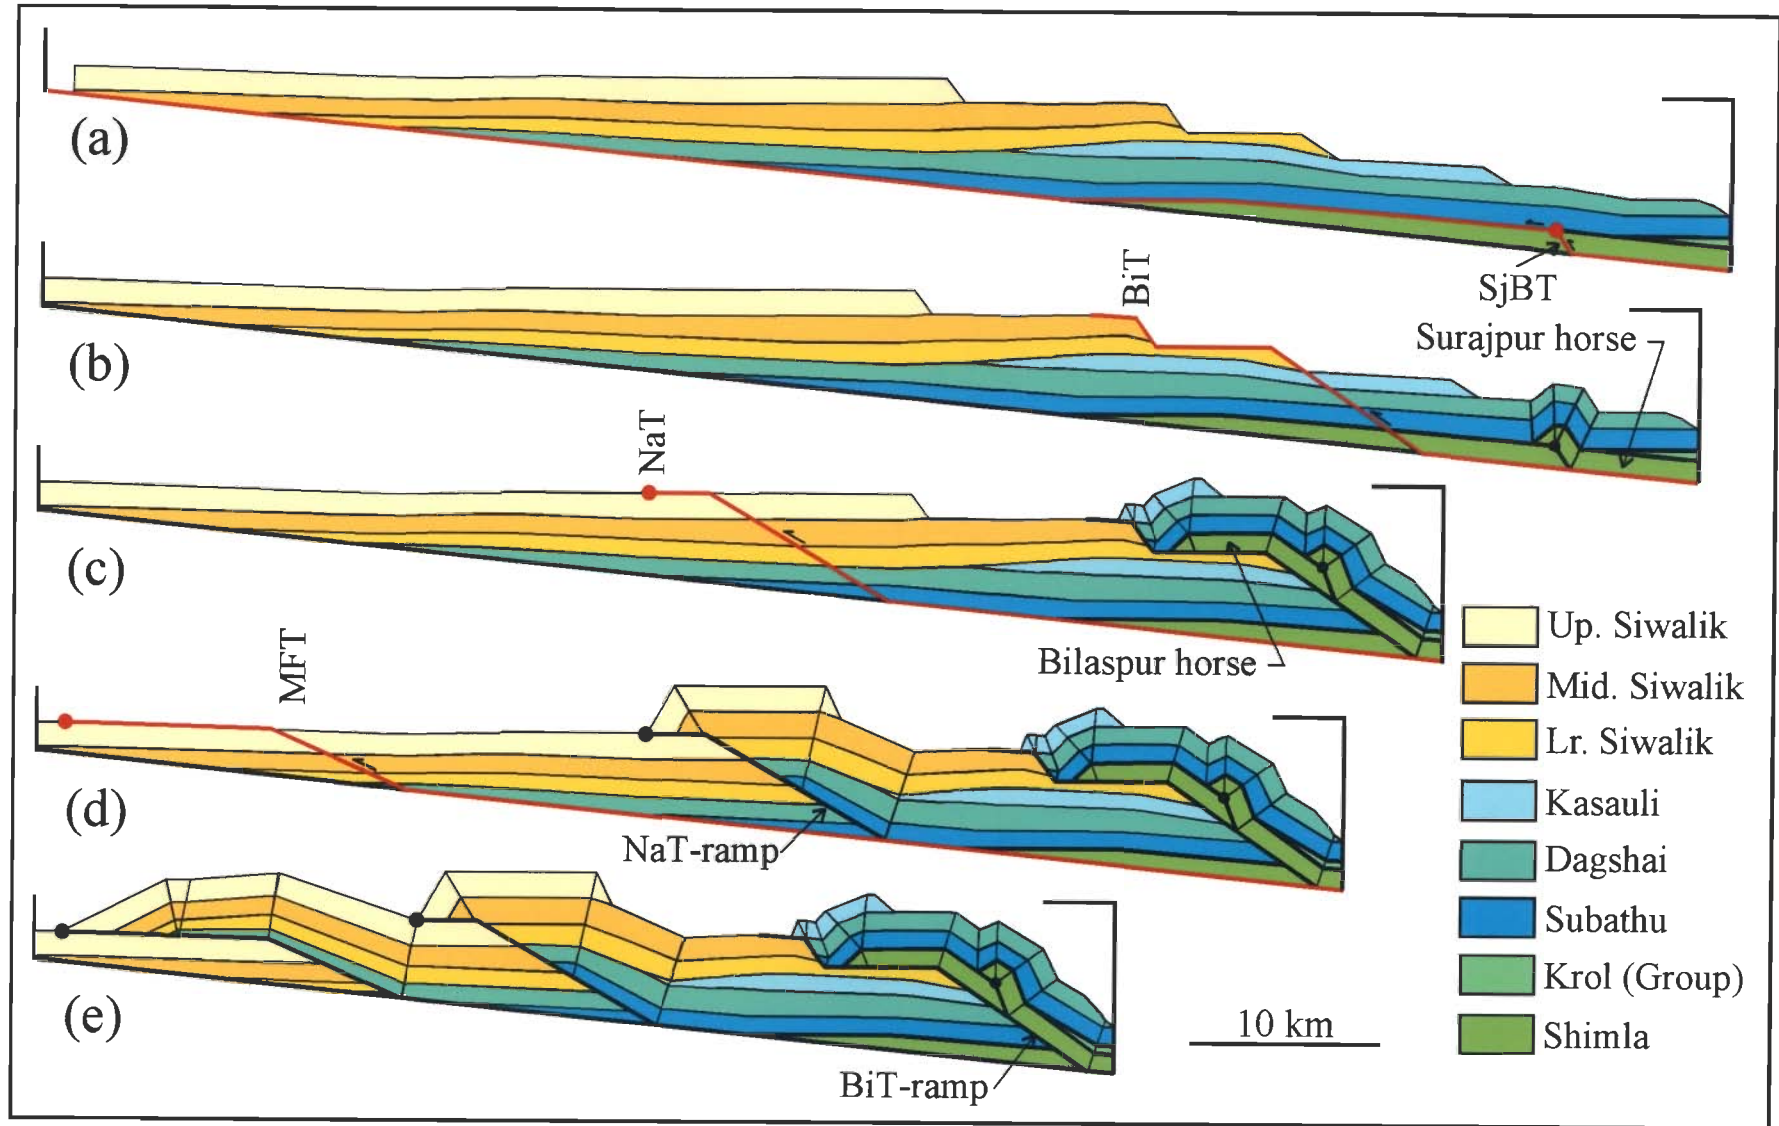 (a)
SjBT
BiT
Surajpur horse
(b)
NaT
(c)
Bilaspur horse
MFT
(d)
NaT-ramp
(e)
BiT-ramp
10 km
Up. Siwalik
Mid. Siwalik
Lr. Siwalik
Kasauli
Dagshai
Subathu
Krol (Group)
Shimla